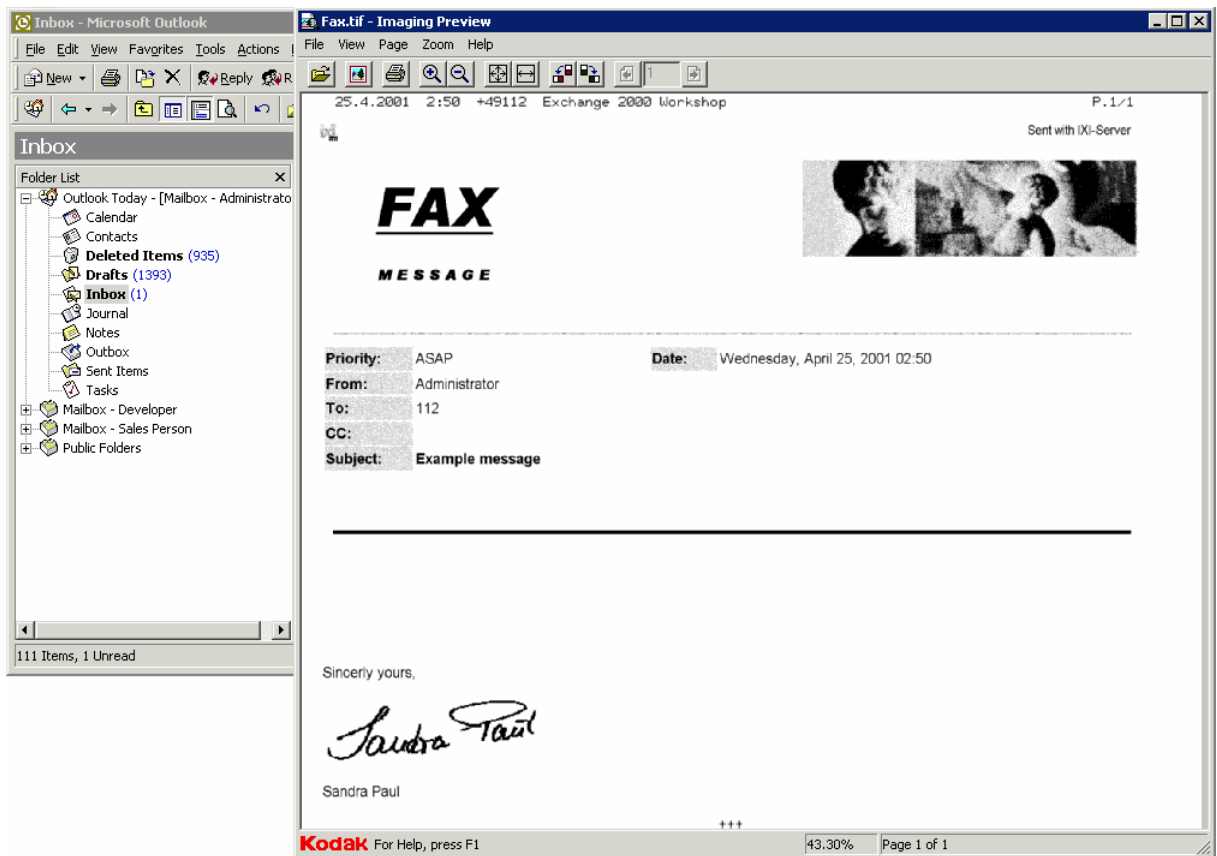 Inbox - Microsoft Outlook
File Edit View Favorites Tools Actions
New Reply R
Inbox
Folder List
Outlook Today - [Mailbox - Administrato
Calendar
Contacts
Deleted Items (935)
Drafts (1393)
Inbox (1)
Journal
Notes
Outbox
Sent Items
Tasks
Mailbox - Developer
Mailbox - Sales Person
Public Folders
111 Items, 1 Unread
Fax.tif - Imaging Preview
File View Page Zoom Help
1
25.4.2001 2:50 +49112 Exchange 2000 Workshop P.1/1
Sent with IXI-Server
FAX
MESSAGE
Priority: ASAP Date: Wednesday, April 25, 2001 02:50
From: Administrator
To: 112
CC:
Subject: Example message
Sincerly yours,
Sandra Paul
Sandra Paul
+++
Kodak For Help, press F1 43.30% Page 1 of 1